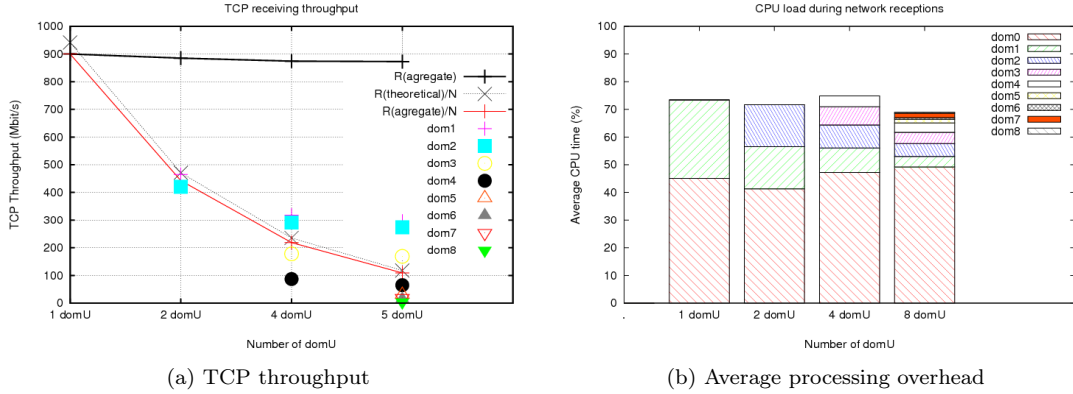 TCP receiving throughput
1000
900
800
700
600
500
400
300
200
100
0
TCP Throughput (Mbit/s)
R(agregate)
R(theoretical)/N
R(agregate)/N
dom1
dom2
dom3
dom4
dom5
dom6
dom7
dom8
1 domU
2 domU
4 domU
5 domU
Number of domU
(a) TCP throughput
CPU load during network receptions
100
90
80
70
60
50
40
30
20
10
0
Average CPU time (%)
dom0
dom1
dom2
dom3
dom4
dom5
dom6
dom7
dom8
.
1 domU
2 domU
4 domU
8 domU
Number of domU
(b) Average processing overhead